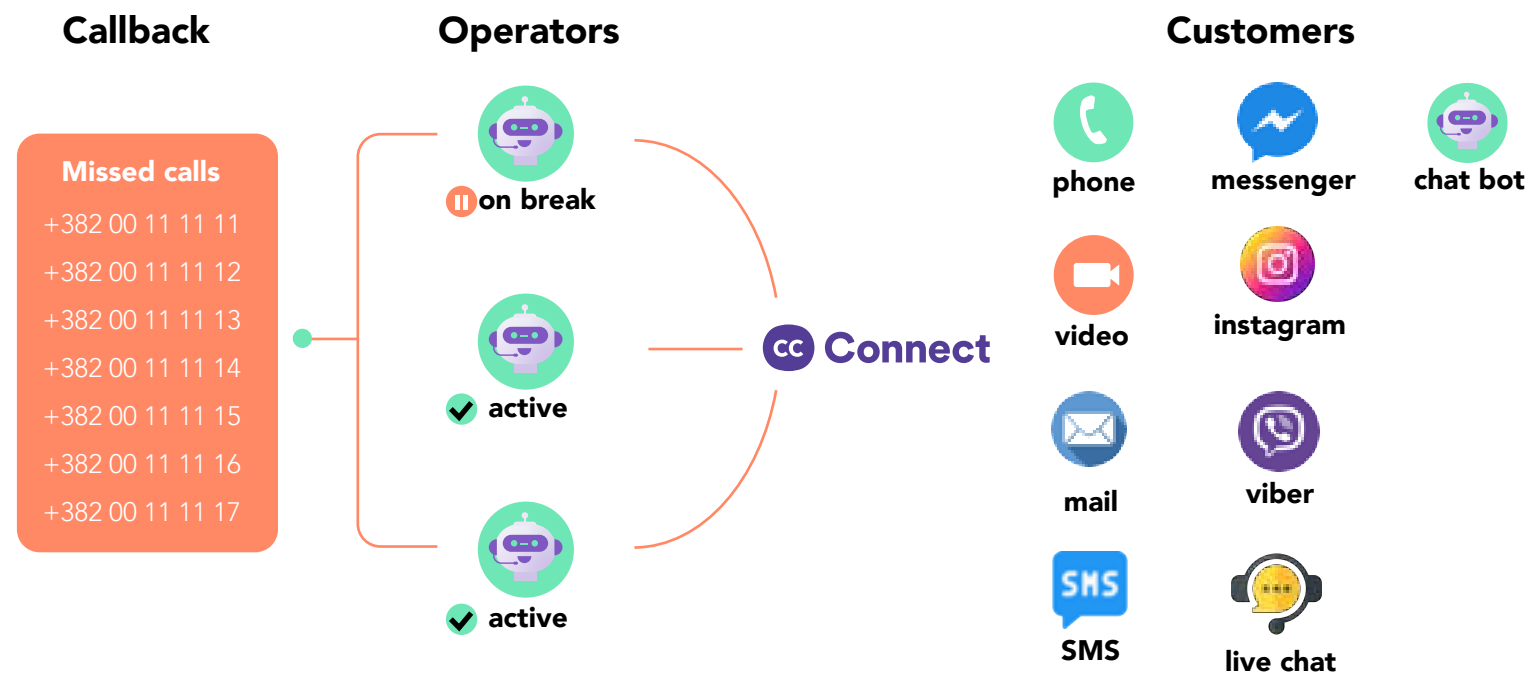 Callback
Missed calls
+382 00 11 11 11
+382 00 11 11 12
+382 00 11 11 13
+382 00 11 11 14
+382 00 11 11 15
+382 00 11 11 16
+382 00 11 11 17
Operators
on break
active
active
cc Connect
Customers
phone
messenger
chat bot
video
instagram
mail
viber
SMS
SMS
live chat